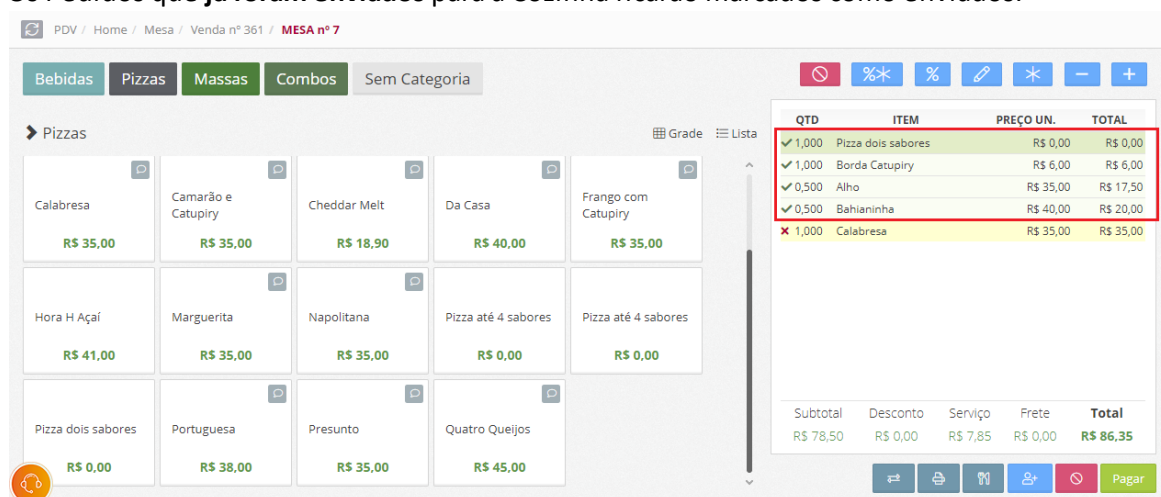 PDV / Home / Mesa / Venda nº 361 / MESA nº 7
Bebidas Pizzas Massas Combos Sem Categoria
%* %
Pizzas Grade Lista
Calabresa
R$ 35,00
Camarão e
Catupiry
R$ 35,00
Cheddar Melt
R$ 18,90
Da Casa
R$ 40,00
Frango com
Catupiry
R$ 35,00
Hora H Açaí
R$ 41,00
Marguerita
R$ 35,00
Napolitana
R$ 35,00
Pizza até 4 sabores
R$ 0,00
Pizza até 4 sabores
R$ 0,00
Pizza dois sabores
R$ 0,00
Portuguesa
R$ 38,00
Presunto
R$ 35,00
Quatro Queijos
R$ 45,00
QTD ITEM PREÇO UN. TOTAL
1,000 Pizza dois sabores R$ 0,00 R$ 0,00
1,000 Borda Catupiry R$ 6,00 R$ 6,00
0,500 Alho R$ 35,00 R$ 17,50
0,500 Bahianinha R$ 40,00 R$ 20,00
1,000 Calabresa R$ 35,00 R$ 35,00
Subtotal Desconto Serviço Frete Total
R$ 78,50 R$ 0,00 R$ 7,85 R$ 0,00 R$ 86,35
Pagar